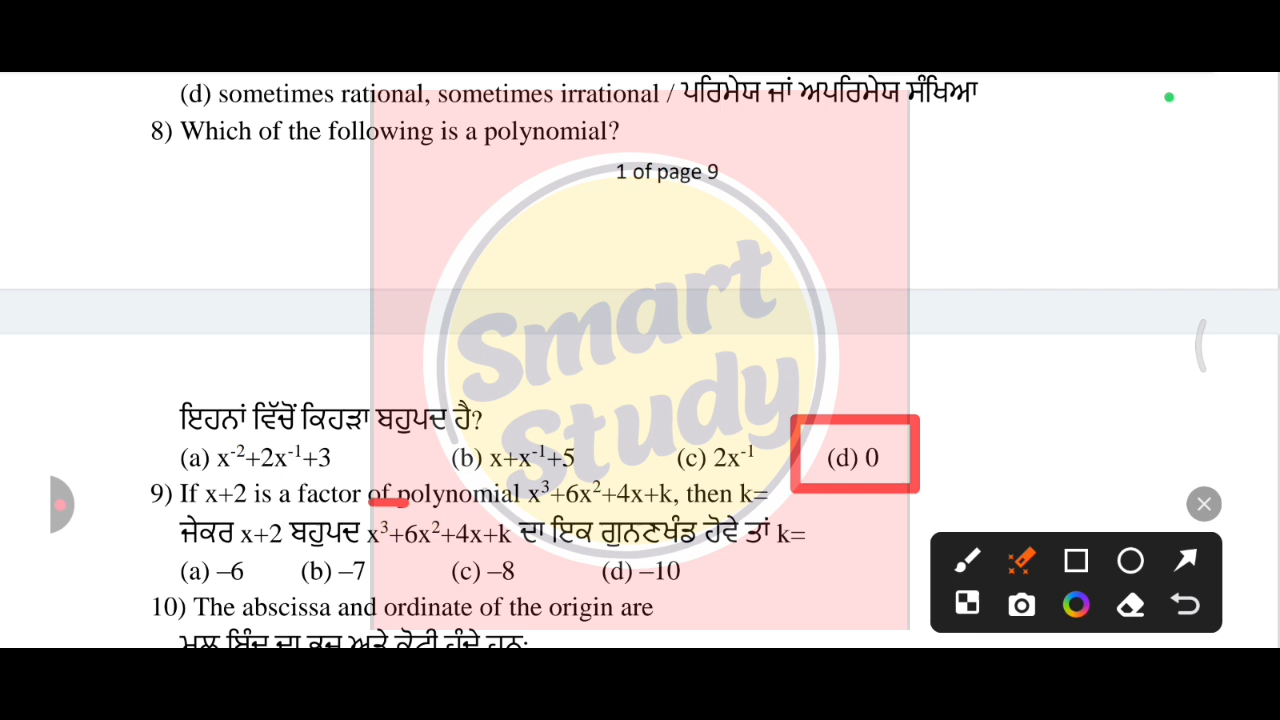 (d) sometimes rational, sometimes irrational / ਪਰਿਮੇਯ ਜਾਂ ਅਪਰਿਮੇਯ ਸੰਖਿਆ
8) Which of the following is a polynomial?
1 of page 9
Smart
Study
ਇਹਨਾਂ ਵਿੱਚੋਂ ਕਿਹੜਾ ਬਹੁਪਦ ਹੈ?
(a) x⁻²+2x⁻¹+3 (b) x+x⁻¹+5 (c) 2x⁻¹ (d) 0
9) If x+2 is a factor of polynomial x³+6x²+4x+k, then k=
ਜੇਕਰ x+2 ਬਹੁਪਦ x³+6x²+4x+k ਦਾ ਇਕ ਗੁਨਣਖੰਡ ਹੋਵੇ ਤਾਂ k=
(a) –6 (b) –7 (c) –8 (d) –10
10) The abscissa and ordinate of the origin are
ਮੂਲ ਬਿੰਦੂ ਦਾ ਭੁਜ ਅਤੇ ਕੋਟੀ ਹੁੰਦੇ ਹਨ: